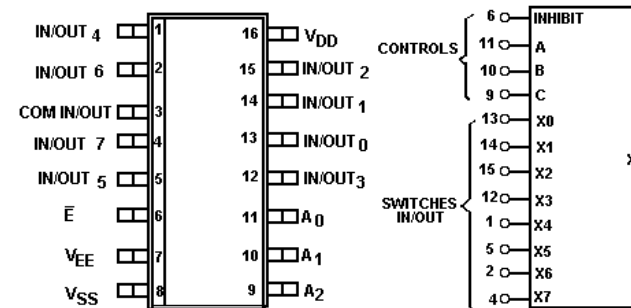 IN/OUT 4 1
IN/OUT 6 2
COM IN/OUT 3
IN/OUT 7 4
IN/OUT 5 5
E̅ 6
VEE 7
VSS 8
16 VDD
15 IN/OUT 2
14 IN/OUT 1
13 IN/OUT 0
12 IN/OUT3
11 A0
10 A1
9 A2
CONTROLS
6 INHIBIT
11 A
10 B
9 C
SWITCHES
IN/OUT
13 X0
14 X1
15 X2
12 X3
1 X4
5 X5
2 X6
4 X7